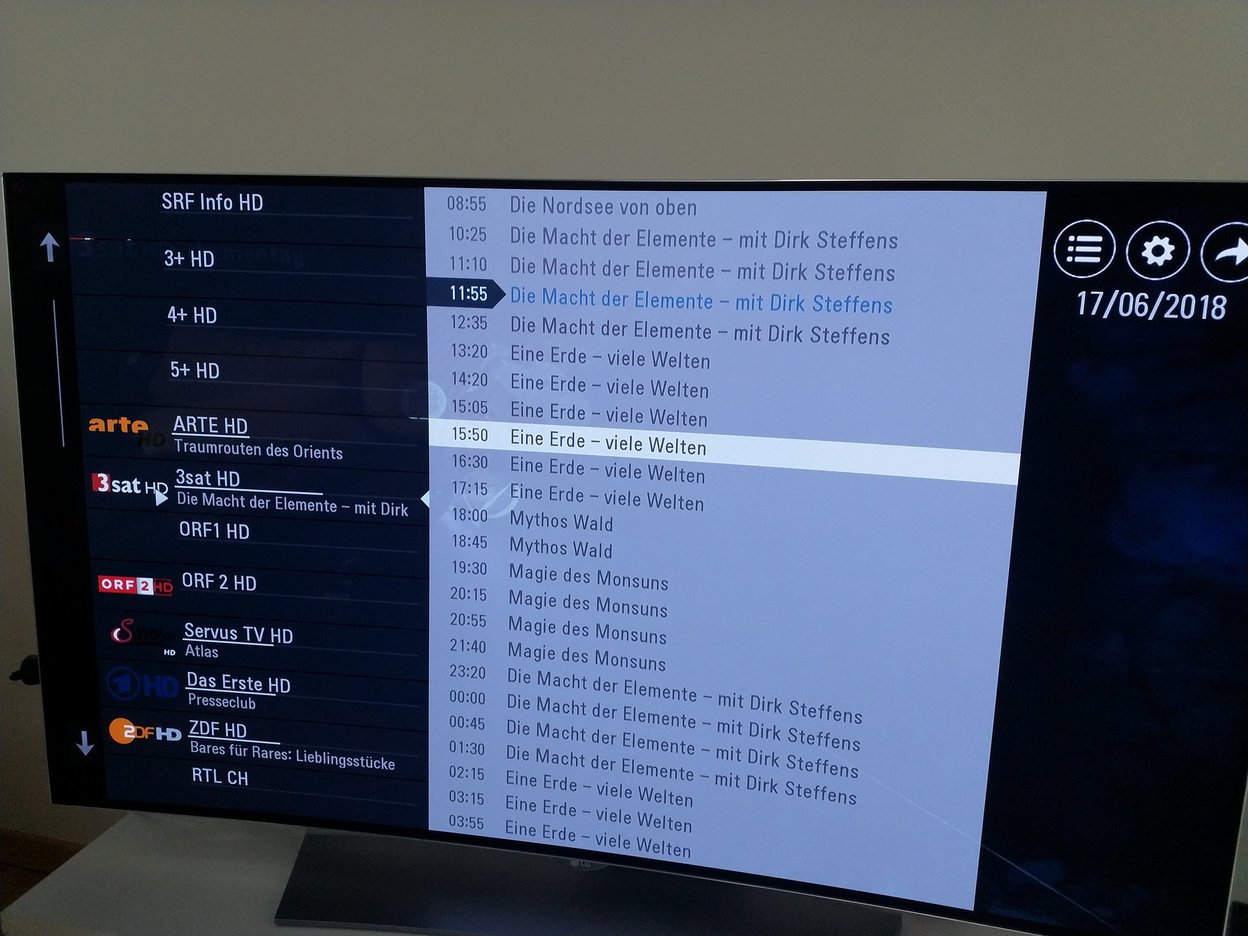 SRF Info HD
3+ HD
4+ HD
5+ HD
arte HD
ARTE HD
Traumrouten des Orients
3sat HD
3sat HD
Die Macht der Elemente – mit Dirk
ORF1 HD
ORF 2 HD
ORF 2 HD
Servus TV HD
HD
Atlas
1 HD
Das Erste HD
Presseclub
ZDF HD
ZDF HD
Bares für Rares: Lieblingsstücke
RTL CH
08:55 Die Nordsee von oben
10:25 Die Macht der Elemente – mit Dirk Steffens
11:10 Die Macht der Elemente – mit Dirk Steffens
11:55 Die Macht der Elemente – mit Dirk Steffens
12:35 Die Macht der Elemente – mit Dirk Steffens
13:20 Eine Erde – viele Welten
14:20 Eine Erde – viele Welten
15:05 Eine Erde – viele Welten
15:50 Eine Erde – viele Welten
16:30 Eine Erde – viele Welten
17:15 Eine Erde – viele Welten
18:00 Mythos Wald
18:45 Mythos Wald
19:30 Magie des Monsuns
20:15 Magie des Monsuns
20:55 Magie des Monsuns
21:40 Magie des Monsuns
23:20 Die Macht der Elemente – mit Dirk Steffens
00:00 Die Macht der Elemente – mit Dirk Steffens
00:45 Die Macht der Elemente – mit Dirk Steffens
01:30 Die Macht der Elemente – mit Dirk Steffens
02:15 Eine Erde – viele Welten
03:15 Eine Erde – viele Welten
03:55 Eine Erde – viele Welten
17/06/2018
LG